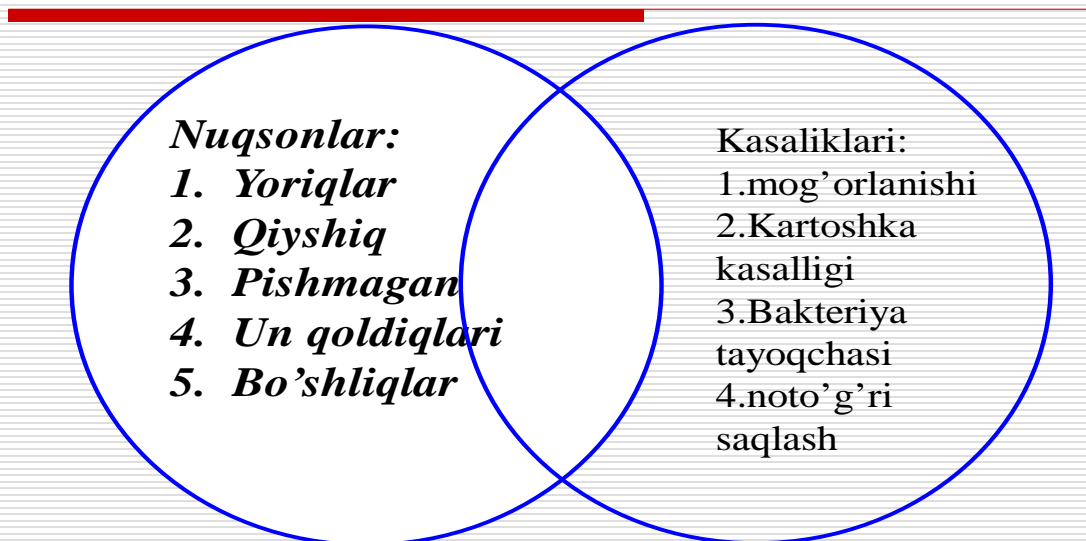 Nuqsonlar:
1. Yoriqlar
2. Qiyshiq
3. Pishmagan
4. Un qoldiqlari
5. Bo’shliqlar
Kasaliklari:
1.mog’orlanishi
2.Kartoshka
kasalligi
3.Bakteriya
tayoqchasi
4.noto’g’ri
saqlash